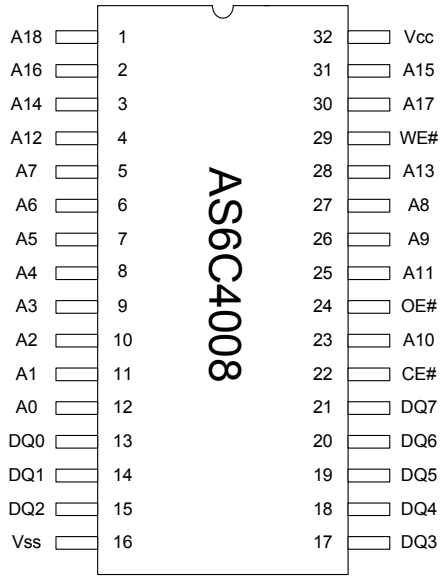 A18 1 32 Vcc
A16 2 31 A15
A14 3 30 A17
A12 4 29 WE#
A7 5 28 A13
A6 6 27 A8
A5 7 26 A9
A4 8 25 A11
A3 9 24 OE#
A2 10 23 A10
A1 11 22 CE#
A0 12 21 DQ7
DQ0 13 20 DQ6
DQ1 14 19 DQ5
DQ2 15 18 DQ4
Vss 16 17 DQ3
AS6C4008